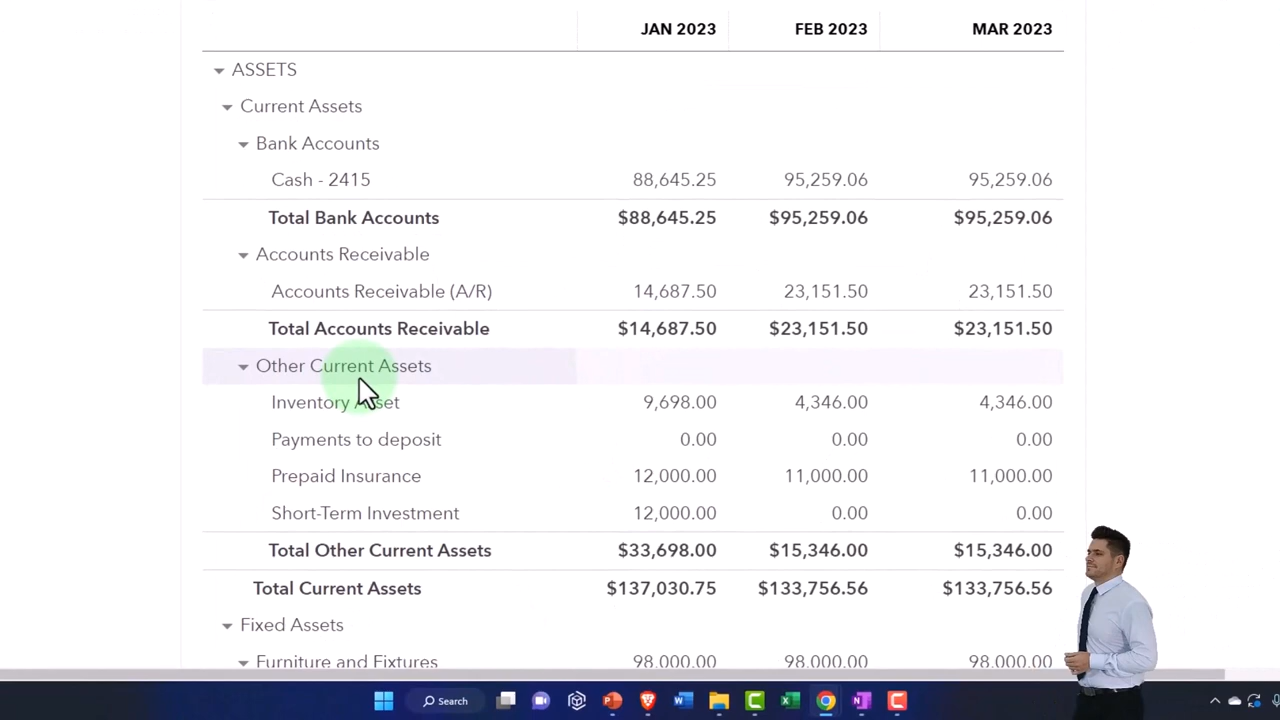 JAN 2023 FEB 2023 MAR 2023
ASSETS
Current Assets
Bank Accounts
Cash - 2415 88,645.25 95,259.06 95,259.06
Total Bank Accounts $88,645.25 $95,259.06 $95,259.06
Accounts Receivable
Accounts Receivable (A/R) 14,687.50 23,151.50 23,151.50
Total Accounts Receivable $14,687.50 $23,151.50 $23,151.50
Other Current Assets
Inventory Asset 9,698.00 4,346.00 4,346.00
Payments to deposit 0.00 0.00 0.00
Prepaid Insurance 12,000.00 11,000.00 11,000.00
Short-Term Investment 12,000.00 0.00 0.00
Total Other Current Assets $33,698.00 $15,346.00 $15,346.00
Total Current Assets $137,030.75 $133,756.56 $133,756.56
Fixed Assets
Furniture and Fixtures 98,000.00 98,000.00 98,000.00
Search